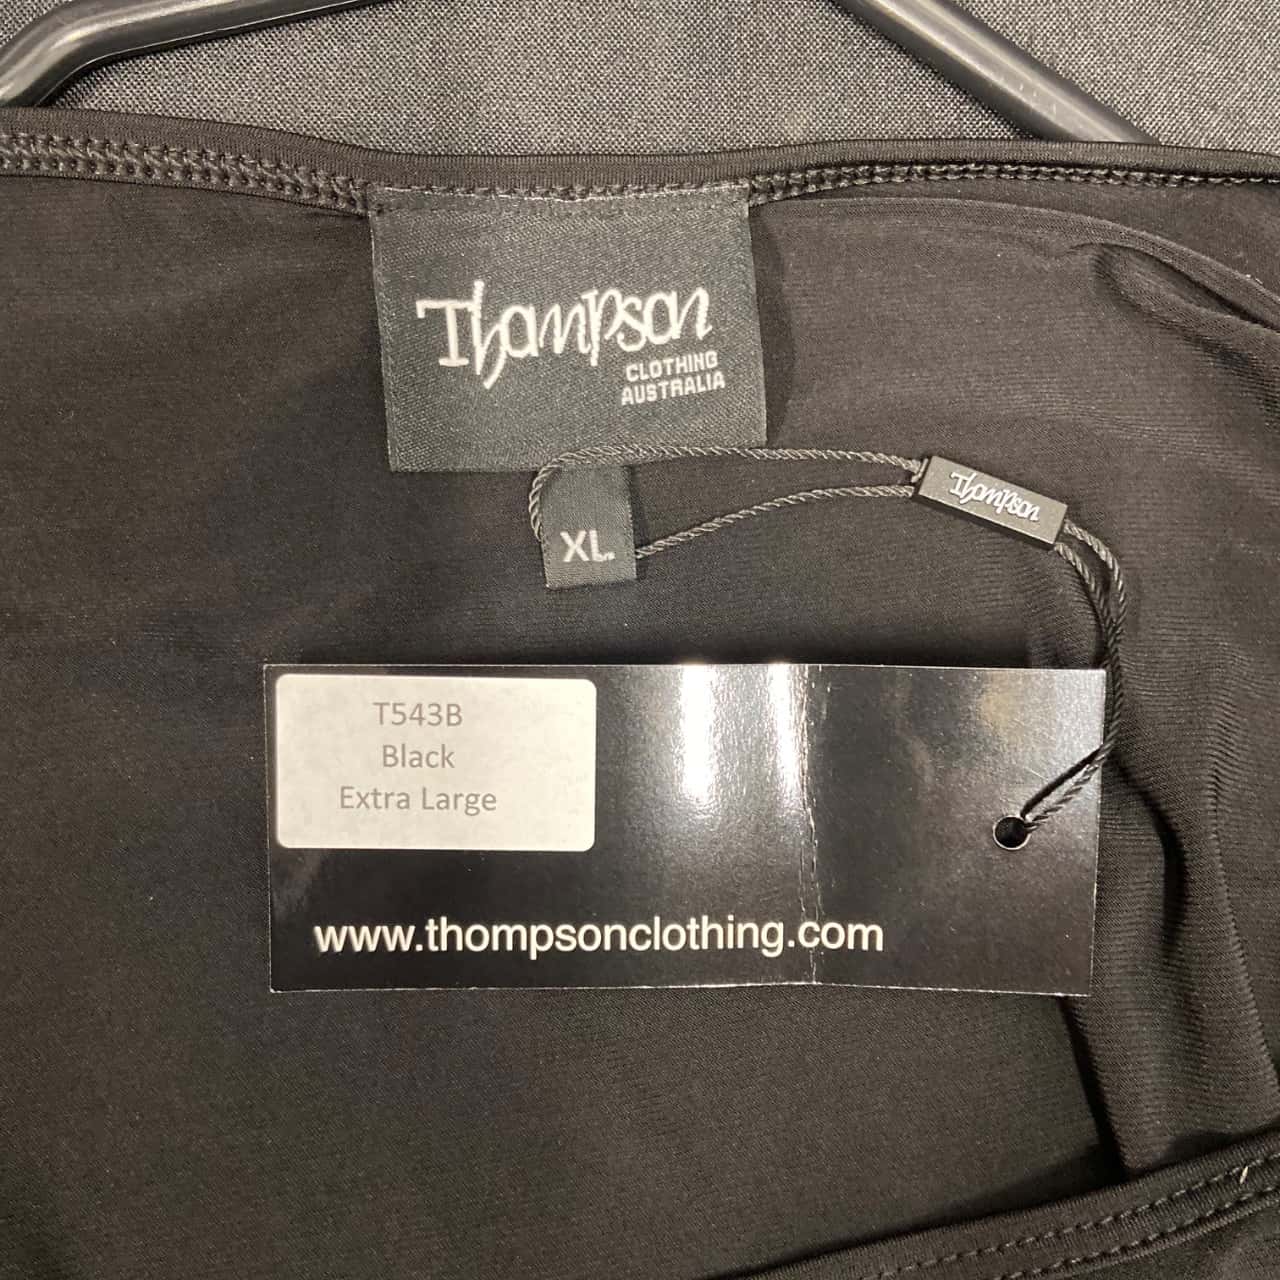 Thompson
CLOTHING
AUSTRALIA
Thompson
XL
T543B
Black
Extra Large
www.thompsonclothing.com